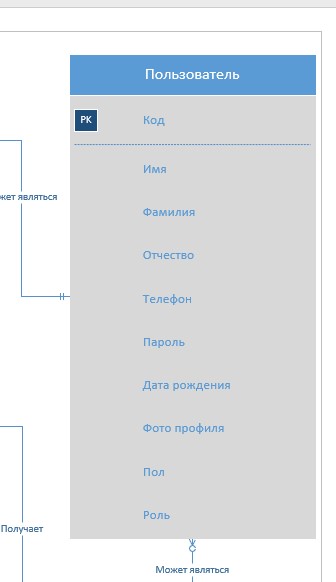 Пользователь
PK Код
Имя
жет являться
Фамилия
Отчество
Телефон
Пароль
Дата рождения
Фото профиля
Пол
Роль
Получает
Может являться